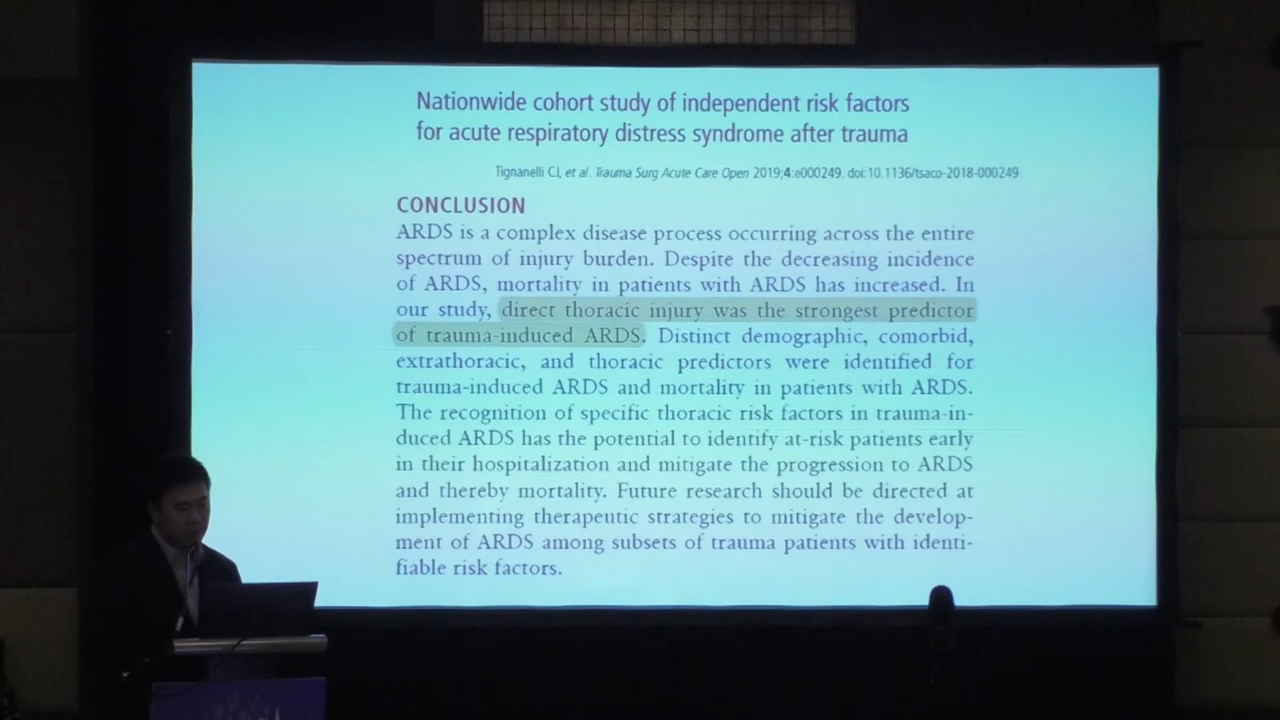 Nationwide cohort study of independent risk factors
for acute respiratory distress syndrome after trauma
Tignanelli CJ, et al. Trauma Surg Acute Care Open 2019;4:e000249. doi:10.1136/tsaco-2018-000249
CONCLUSION
ARDS is a complex disease process occurring across the entire
spectrum of injury burden. Despite the decreasing incidence
of ARDS, mortality in patients with ARDS has increased. In
our study, direct thoracic injury was the strongest predictor
of trauma-induced ARDS. Distinct demographic, comorbid,
extrathoracic, and thoracic predictors were identified for
trauma-induced ARDS and mortality in patients with ARDS.
The recognition of specific thoracic risk factors in trauma-in-
duced ARDS has the potential to identify at-risk patients early
in their hospitalization and mitigate the progression to ARDS
and thereby mortality. Future research should be directed at
implementing therapeutic strategies to mitigate the develop-
ment of ARDS among subsets of trauma patients with identi-
fiable risk factors.